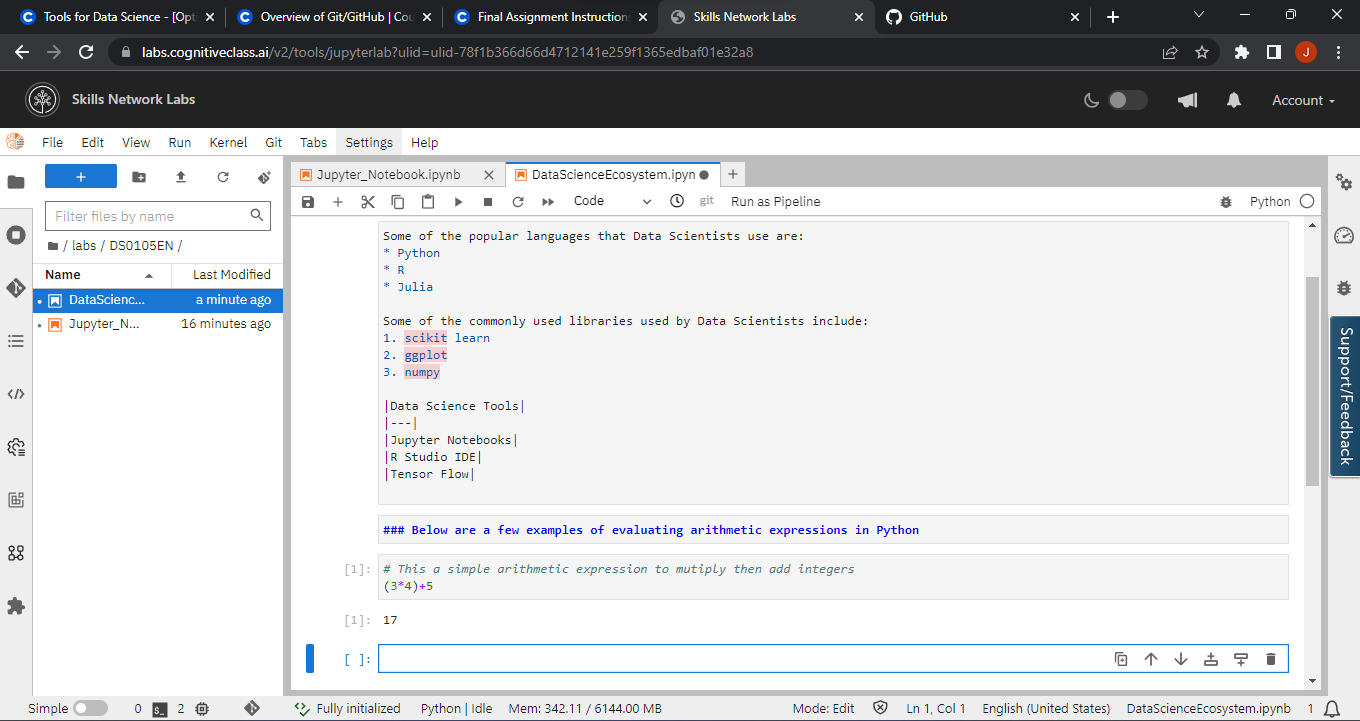 Tools for Data Science - [Opt
Overview of Git/GitHub | Cou
Final Assignment Instructions
Skills Network Labs
GitHub
labs.cognitiveclass.ai/v2/tools/jupyterlab?ulid=ulid-78f1b366d66d4712141e259f1365edbaf01e32a8
J
Skills Network Labs
Account
File Edit View Run Kernel Git Tabs Settings Help
+
Jupyter_Notebook.ipynb
DataScienceEcosystem.ipyn
Filter files by name
Code
git
Run as Pipeline
Python
/ labs / DS0105EN /
Name Last Modified
DataScienc... a minute ago
Jupyter_N... 16 minutes ago
Some of the popular languages that Data Scientists use are:
* Python
* R
* Julia
Some of the commonly used libraries used by Data Scientists include:
1. scikit learn
2. ggplot
3. numpy
|Data Science Tools|
|---|
|Jupyter Notebooks|
|R Studio IDE|
|Tensor Flow|
### Below are a few examples of evaluating arithmetic expressions in Python
[1]: # This a simple arithmetic expression to mutiply then add integers
(3*4)+5
[1]: 17
[ ]:
Support/Feedback
Simple 0 $_ 2 Fully initialized Python | Idle Mem: 342.11 / 6144.00 MB Mode: Edit Ln 1, Col 1 English (United States) DataScienceEcosystem.ipynb 1